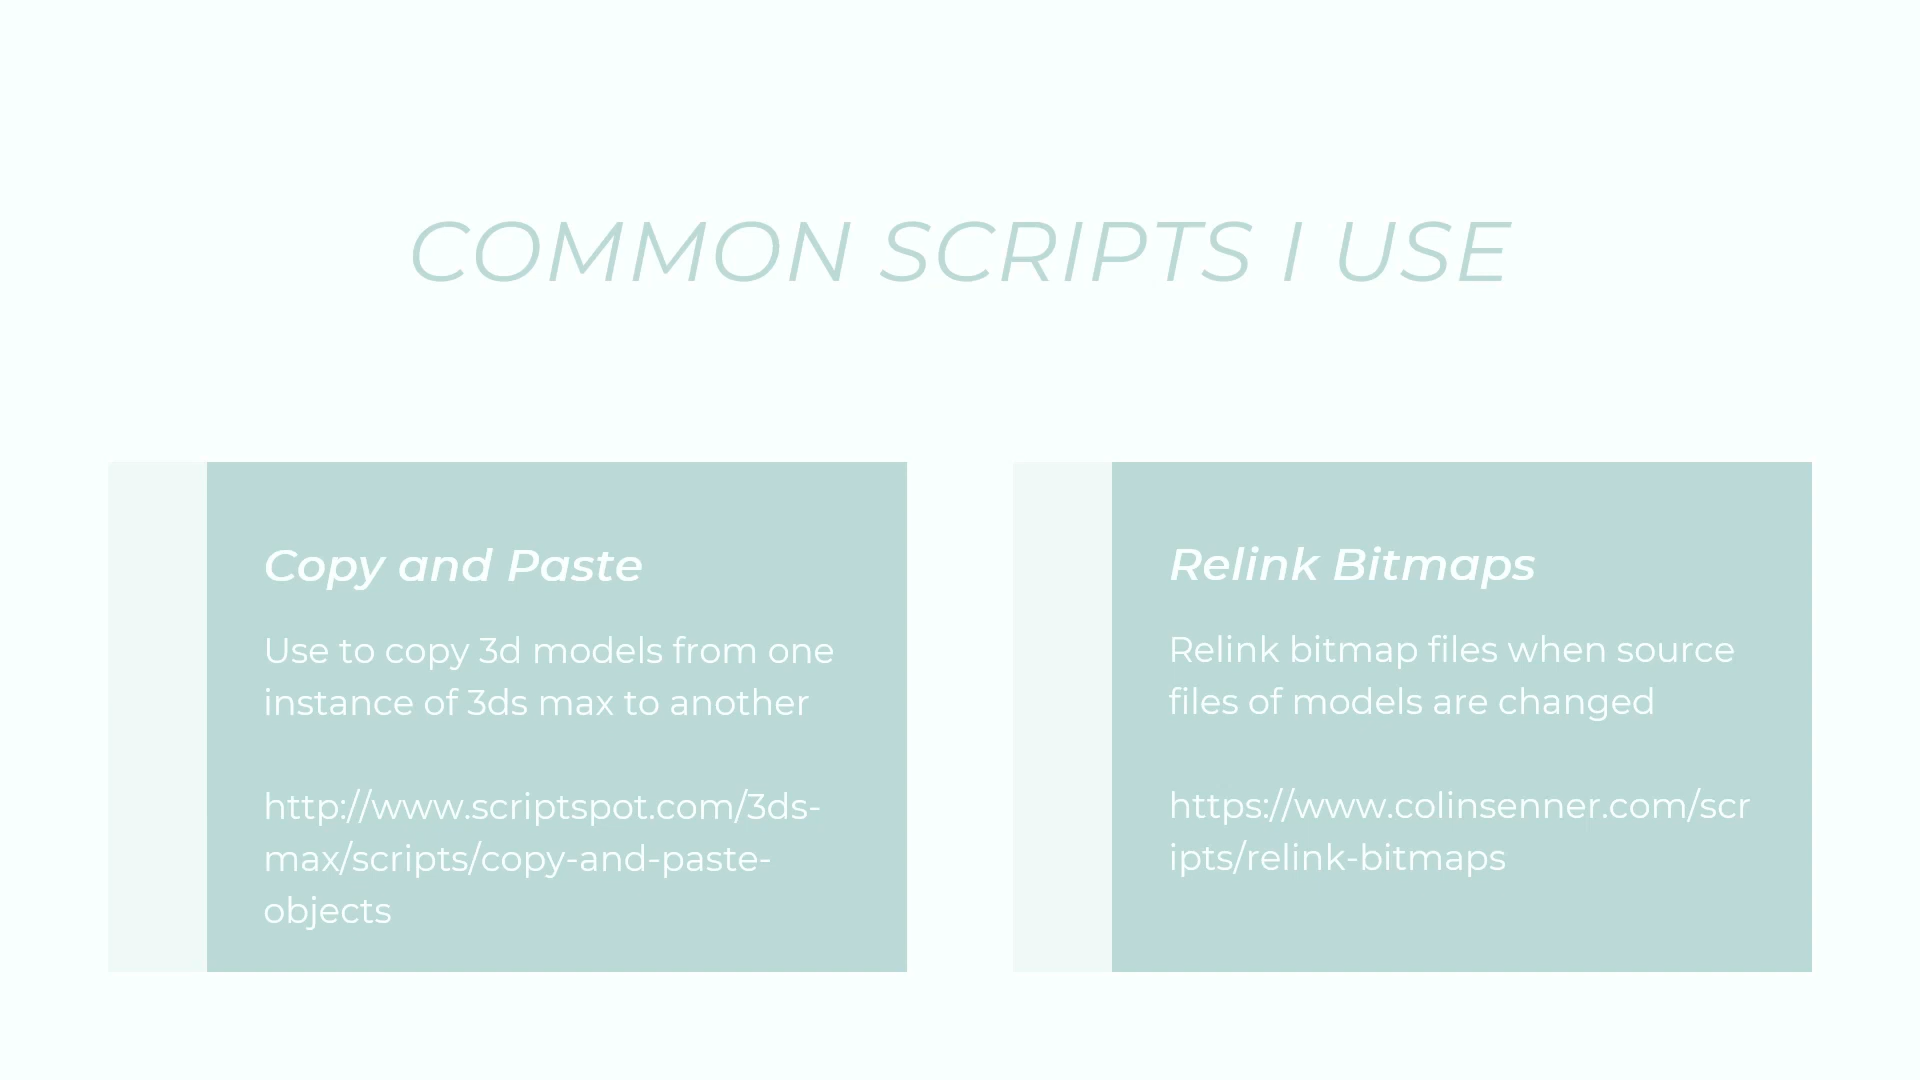 COMMON SCRIPTS I USE
Copy and Paste
Use to copy 3d models from one
instance of 3ds max to another
http://www.scriptspot.com/3ds-
max/scripts/copy-and-paste-
objects
Relink Bitmaps
Relink bitmap files when source
files of models are changed
https://www.colinsenner.com/scr
ipts/relink-bitmaps